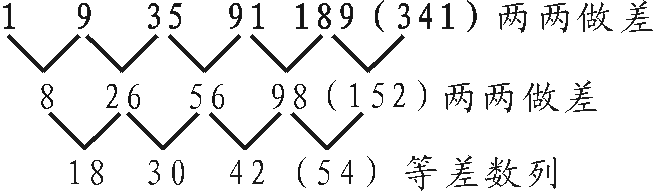 1 9 35 91 189 (341) 两两做差
8 26 56 98 (152) 两两做差
18 30 42 (54) 等差数列